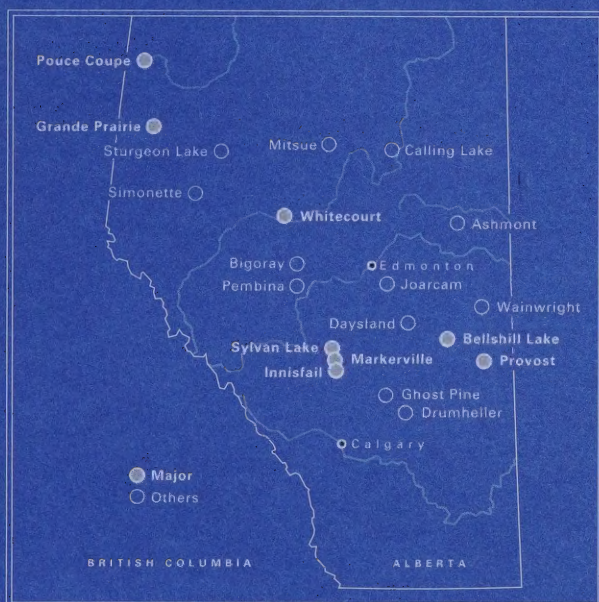 Pouce Coupe
Grande Prairie
Sturgeon Lake
Mitsue
Calling Lake
Simonette
Whitecourt
Ashmont
Bigoray
Edmonton
Pembina
Joarcam
Wainwright
Daysland
Bellshill Lake
Sylvan Lake
Markerville
Provost
Innisfail
Ghost Pine
Drumheller
Calgary
Major
Others
BRITISH COLUMBIA
ALBERTA